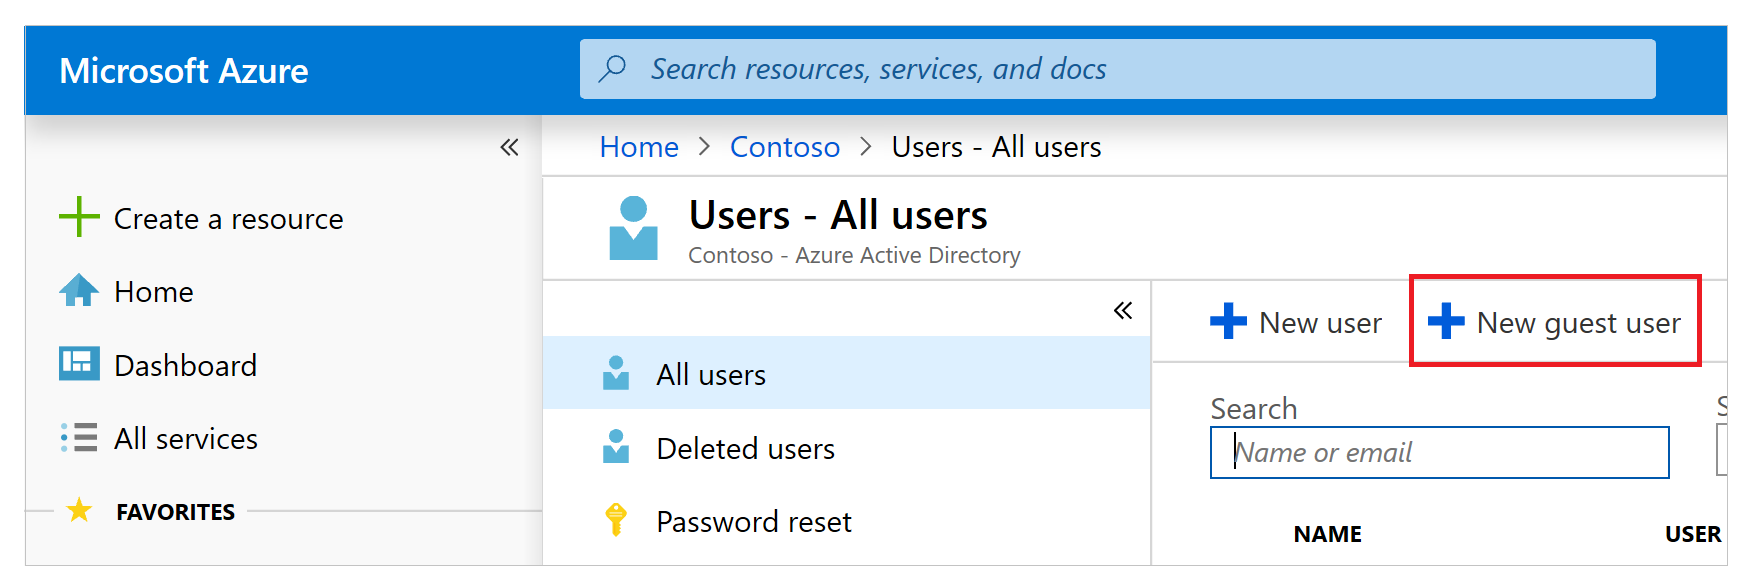 Microsoft Azure
Search resources, services, and docs
Home > Contoso > Users - All users
Create a resource
Home
Dashboard
All services
FAVORITES
Users - All users
Contoso - Azure Active Directory
All users
Deleted users
Password reset
New user
New guest user
Search
S
Name or email
NAME
USER